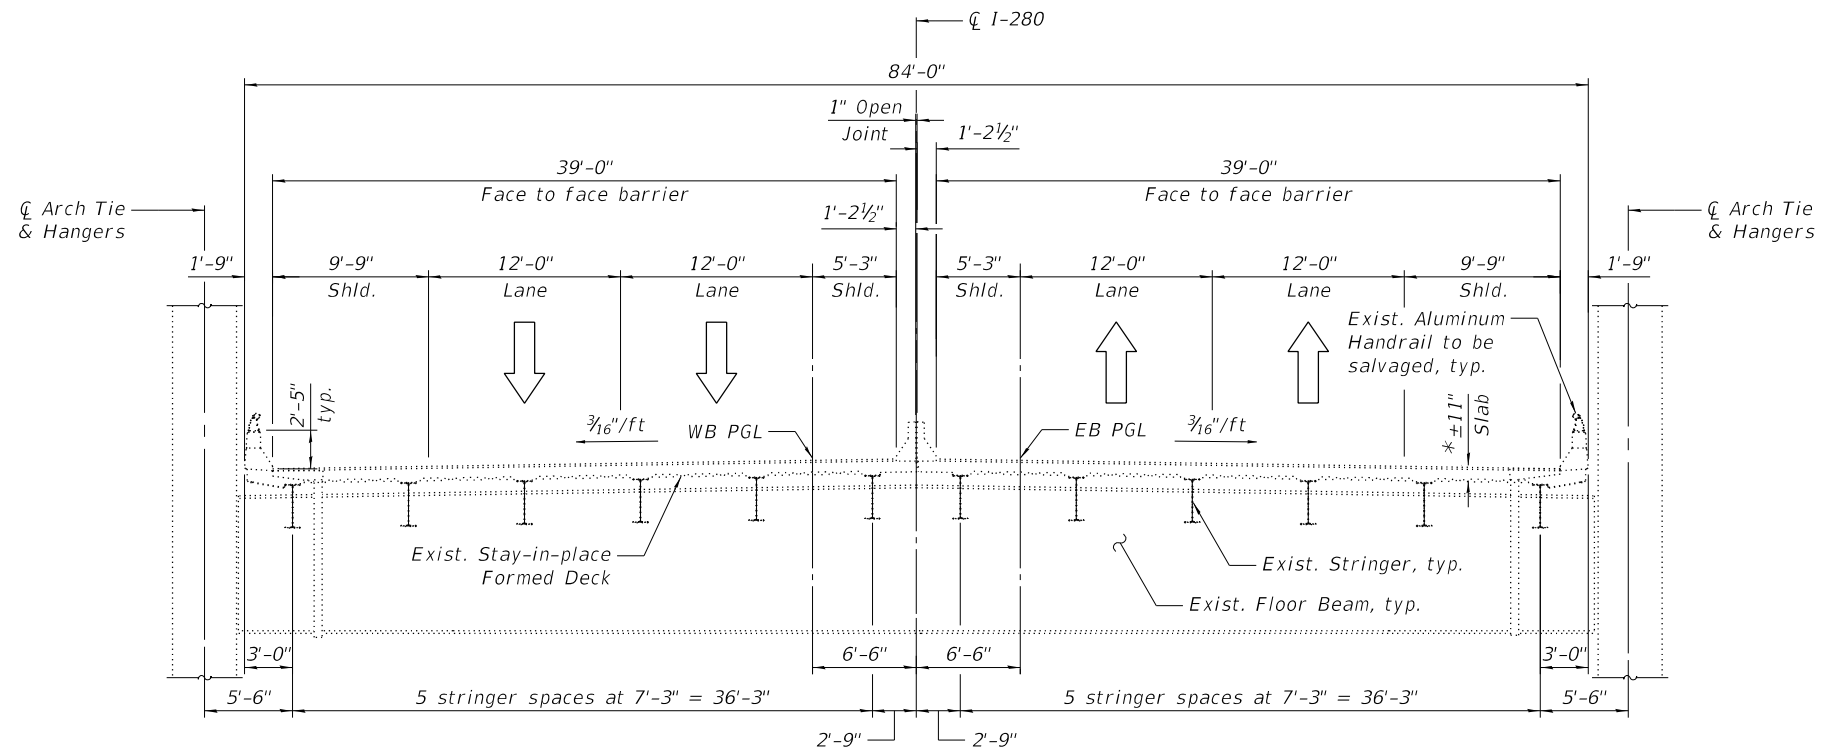 ℄ I-280
84'-0"
1" Open
Joint
1'-2½"
39'-0"
Face to face barrier
39'-0"
Face to face barrier
℄ Arch Tie
& Hangers
1'-2½"
℄ Arch Tie
& Hangers
1'-9"
9'-9"
Shld.
12'-0"
Lane
12'-0"
Lane
5'-3"
Shld.
5'-3"
Shld.
12'-0"
Lane
12'-0"
Lane
9'-9"
Shld.
1'-9"
Exist. Aluminum
Handrail to be
salvaged, typ.
2'-5"
typ.
3/16"/ft
WB PGL
EB PGL
3/16"/ft
*±11"
Slab
Exist. Stay-in-place
Formed Deck
Exist. Stringer, typ.
Exist. Floor Beam, typ.
3'-0"
6'-6"
6'-6"
3'-0"
5'-6"
5 stringer spaces at 7'-3" = 36'-3"
5 stringer spaces at 7'-3" = 36'-3"
5'-6"
2'-9"
2'-9"